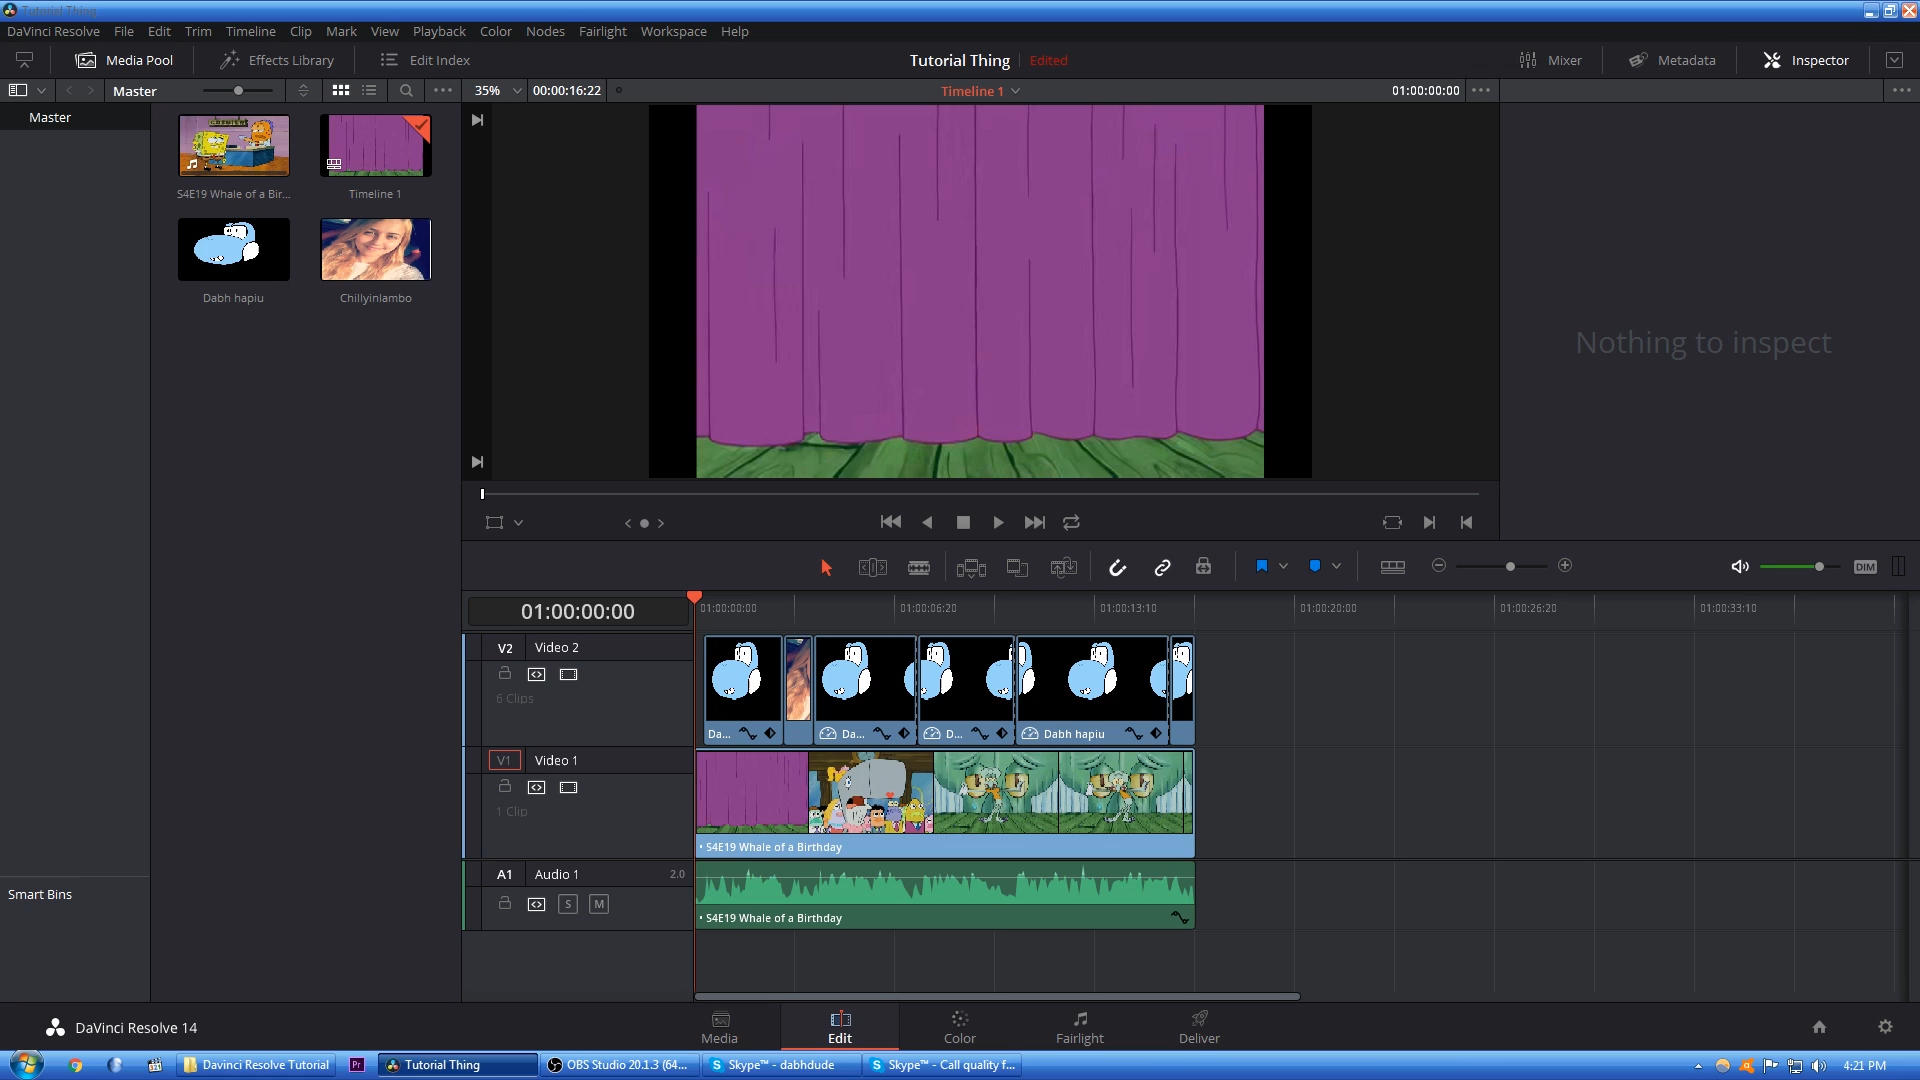 Tutorial Thing
DaVinci Resolve File Edit Trim Timeline Clip Mark View Playback Color Nodes Fairlight Workspace Help
Media Pool Effects Library Edit Index Tutorial Thing Edited Mixer Metadata Inspector
Master 35% 00:00:16:22 Timeline 1 01:00:00:00
Master
S4E19 Whale of a Bir... Timeline 1
Dabh hapiu Chillyinlambo
Nothing to inspect
DIM
01:00:00:00 01:00:00:00 01:00:06:20 01:00:13:10 01:00:20:00 01:00:26:20 01:00:33:10
V2 Video 2
6 Clips
Da... Da... D... Dabh hapiu
V1 Video 1
1 Clip
• S4E19 Whale of a Birthday
A1 Audio 1 2.0
S M
• S4E19 Whale of a Birthday
Smart Bins
DaVinci Resolve 14
Media Edit Color Fairlight Deliver
Davinci Resolve Tutorial Pr Tutorial Thing OBS Studio 20.1.3 (64... Skype™ - dabhdude Skype™ - Call quality f... 4:21 PM